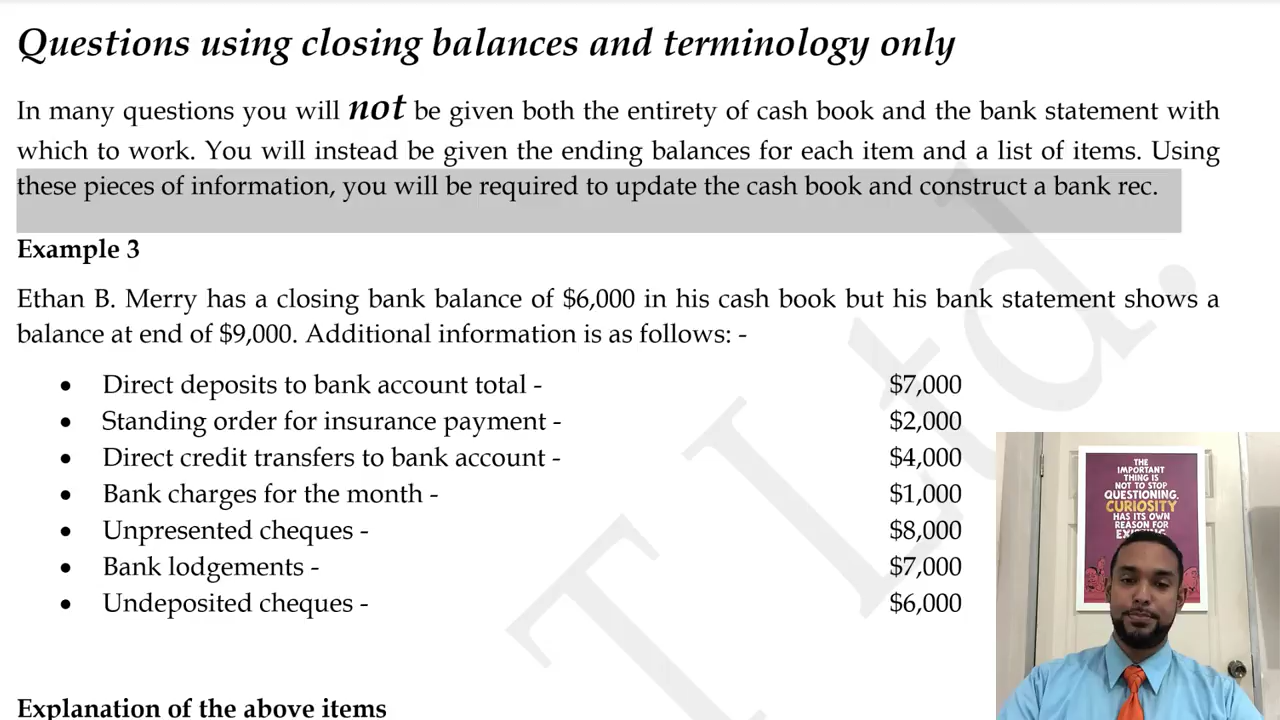 Questions using closing balances and terminology only
In many questions you will not be given both the entirety of cash book and the bank statement with
which to work. You will instead be given the ending balances for each item and a list of items. Using
these pieces of information, you will be required to update the cash book and construct a bank rec.
Example 3
Ethan B. Merry has a closing bank balance of $6,000 in his cash book but his bank statement shows a
balance at end of $9,000. Additional information is as follows: -
• Direct deposits to bank account total - $7,000
• Standing order for insurance payment - $2,000
• Direct credit transfers to bank account - $4,000
• Bank charges for the month - $1,000
• Unpresented cheques - $8,000
• Bank lodgements - $7,000
• Undeposited cheques - $6,000
Explanation of the above items
T Ltd.
THE
IMPORTANT
THING IS
NOT TO STOP
QUESTIONING.
CURIOSITY
HAS ITS OWN
REASON FOR